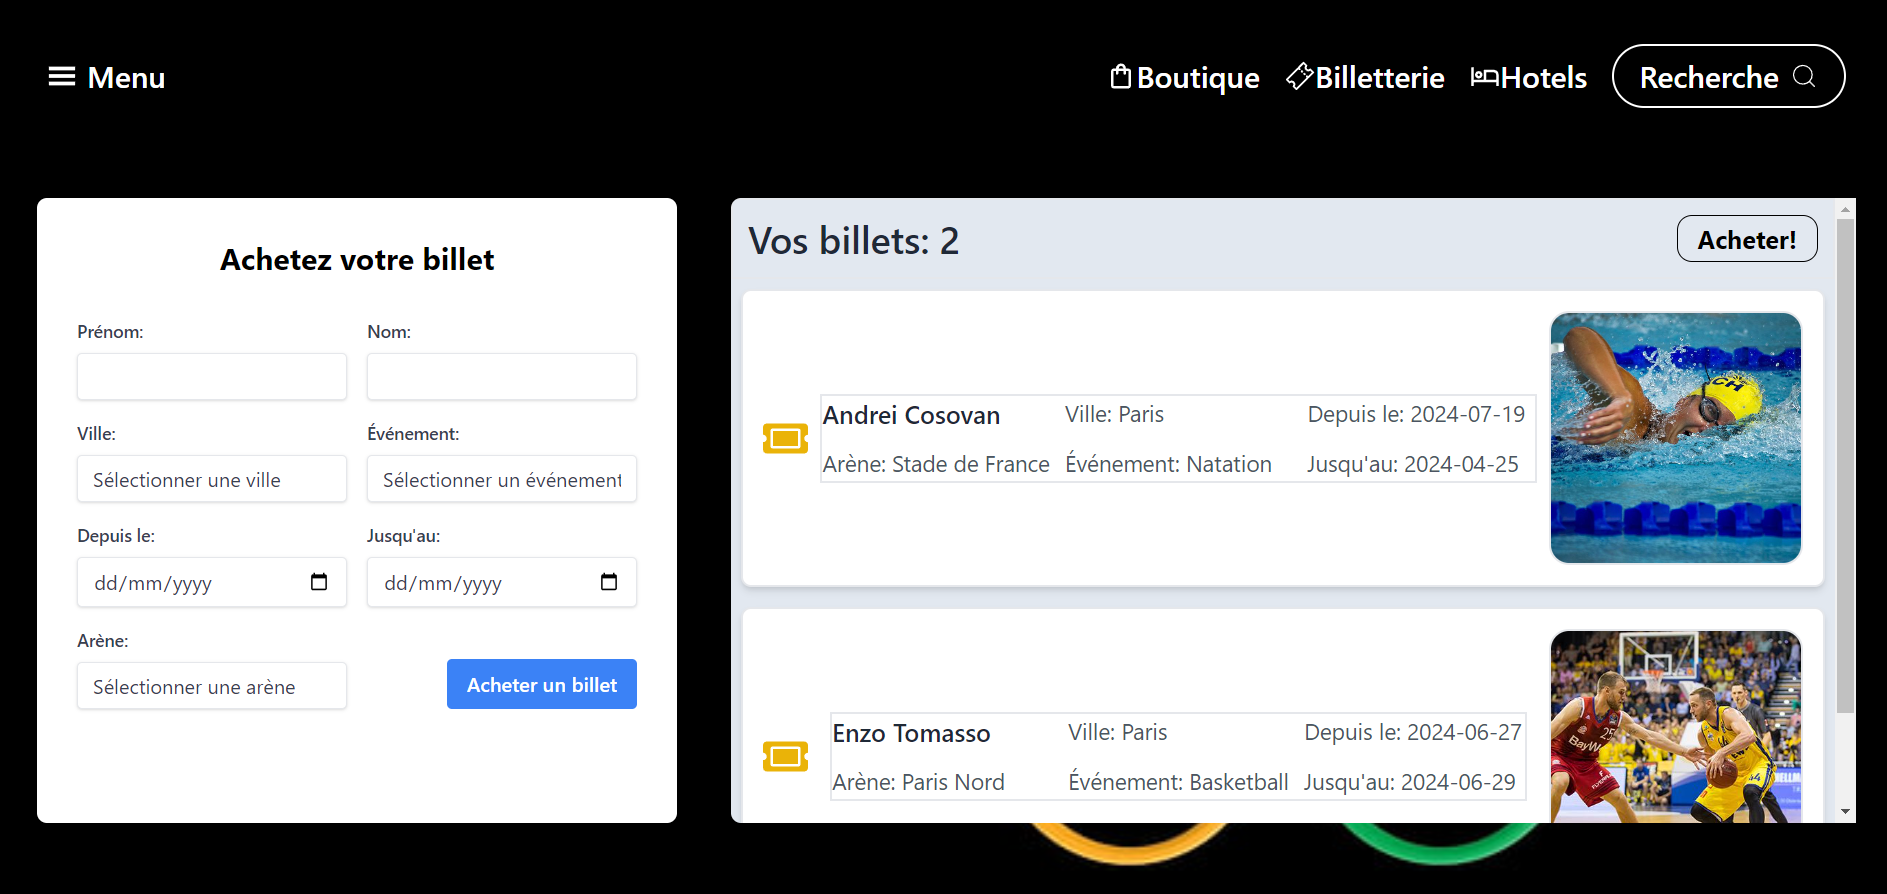 Menu
Boutique
Billetterie
Hotels
Recherche
Achetez votre billet
Prénom:
Nom:
Ville:
Événement:
Sélectionner une ville
Sélectionner un événement
Depuis le:
Jusqu'au:
dd/mm/yyyy
dd/mm/yyyy
Arène:
Sélectionner une arène
Acheter un billet
Vos billets: 2
Acheter!
Andrei Cosovan
Ville: Paris
Depuis le: 2024-07-19
Arène: Stade de France
Événement: Natation
Jusqu'au: 2024-04-25
Enzo Tomasso
Ville: Paris
Depuis le: 2024-06-27
Arène: Paris Nord
Événement: Basketball
Jusqu'au: 2024-06-29